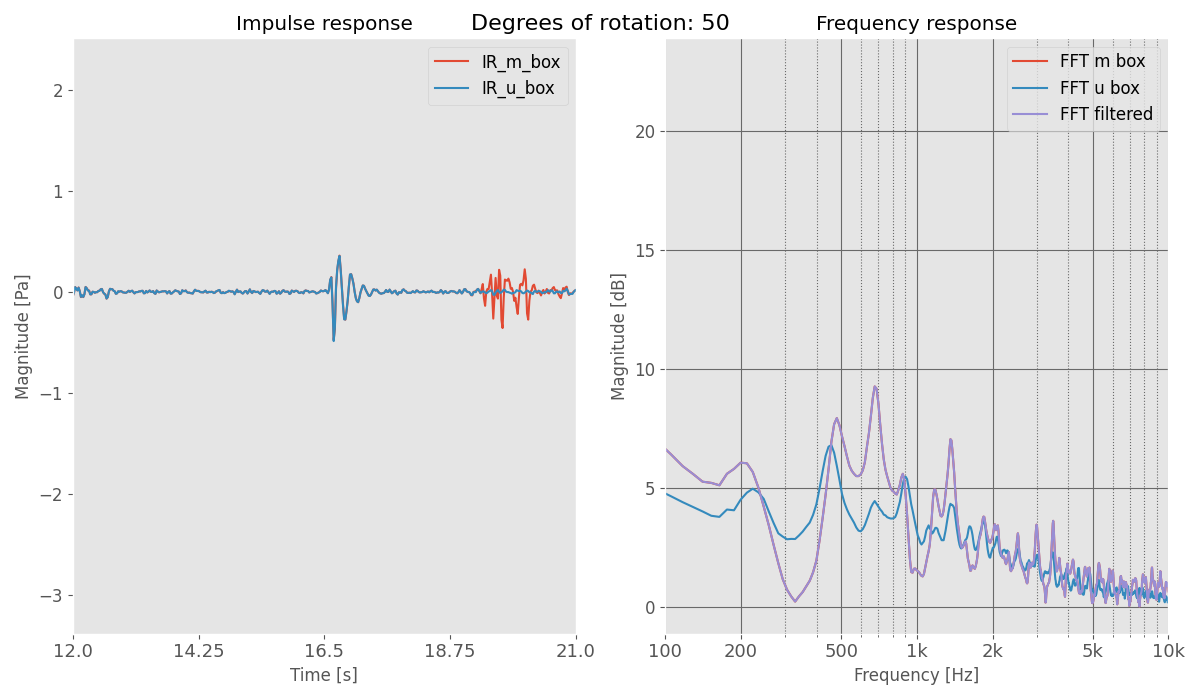 Impulse response
Degrees of rotation: 50
Frequency response
IR_m_box
IR_u_box
FFT m box
FFT u box
FFT filtered
Magnitude [Pa]
2
1
0
−1
−2
−3
12.0 14.25 16.5 18.75 21.0
Time [s]
Magnitude [dB]
20
15
10
5
0
100 200 500 1k 2k 5k 10k
Frequency [Hz]